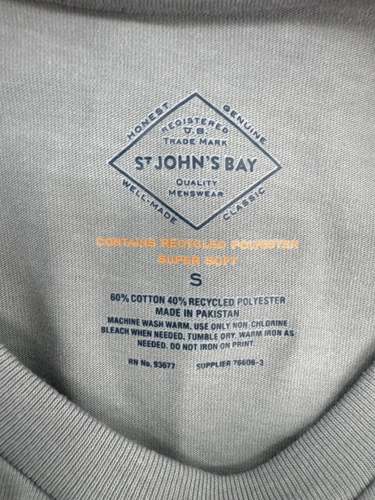 HONEST
GENUINE
REGISTERED
U.S.
TRADE MARK
ST JOHN'S BAY
QUALITY
MENSWEAR
WELL-MADE
CLASSIC
CONTAINS RECYCLED POLYESTER
SUPER SOFT
S
60% COTTON 40% RECYCLED POLYESTER
MADE IN PAKISTAN
MACHINE WASH WARM. USE ONLY NON-CHLORINE
BLEACH WHEN NEEDED. TUMBLE DRY. WARM IRON AS
NEEDED. DO NOT IRON ON PRINT.
RN No. 93677 SUPPLIER 76606-3